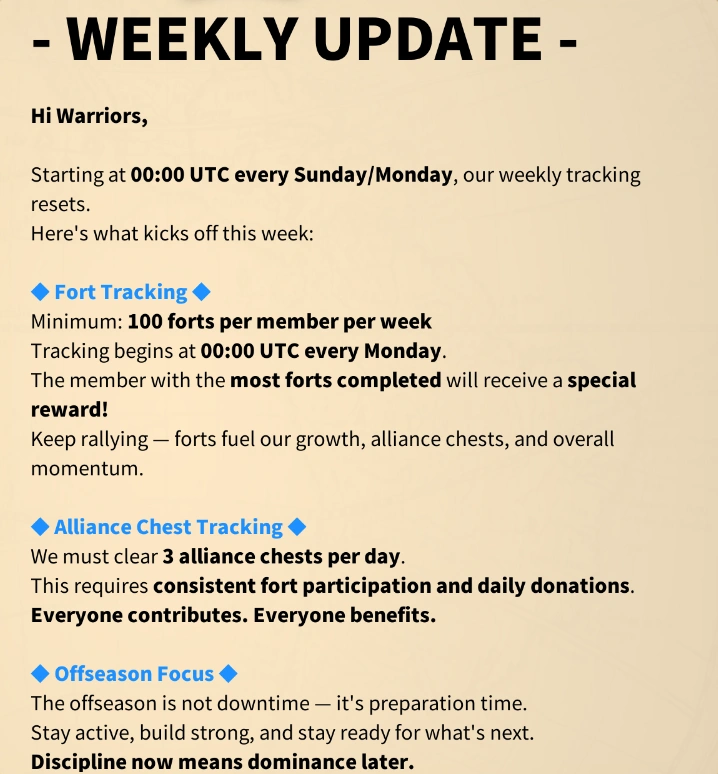 - WEEKLY UPDATE -
Hi Warriors,
Starting at 00:00 UTC every Sunday/Monday, our weekly tracking
resets.
Here's what kicks off this week:
◆ Fort Tracking ◆
Minimum: 100 forts per member per week
Tracking begins at 00:00 UTC every Monday.
The member with the most forts completed will receive a special
reward!
Keep rallying — forts fuel our growth, alliance chests, and overall
momentum.
◆ Alliance Chest Tracking ◆
We must clear 3 alliance chests per day.
This requires consistent fort participation and daily donations.
Everyone contributes. Everyone benefits.
◆ Offseason Focus ◆
The offseason is not downtime — it's preparation time.
Stay active, build strong, and stay ready for what's next.
Discipline now means dominance later.